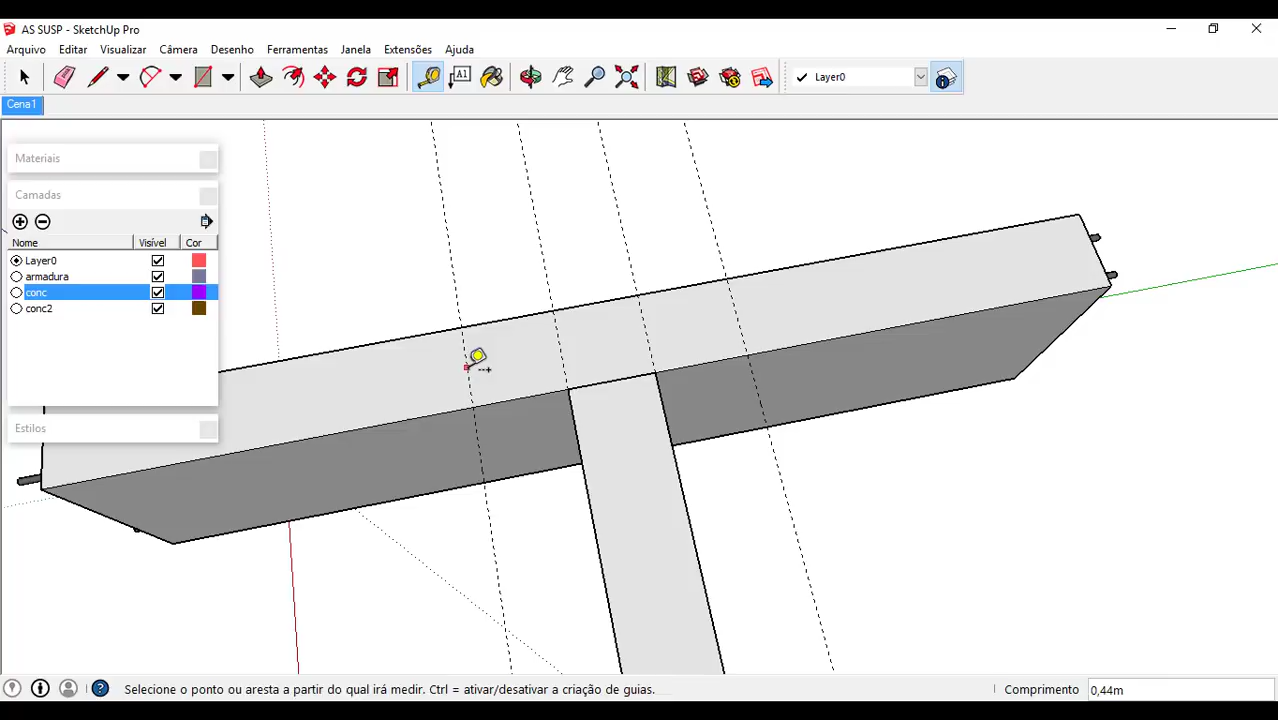 AS SUSP - SketchUp Pro
Arquivo Editar Visualizar Câmera Desenho Ferramentas Janela Extensões Ajuda
A1 Layer0
Cena1
Materiais
Camadas
Nome Visível Cor
Layer0
armadura
conc
conc2
Estilos
Selecione o ponto ou aresta a partir do qual irá medir. Ctrl = ativar/desativar a criação de guias. Comprimento 0,44m